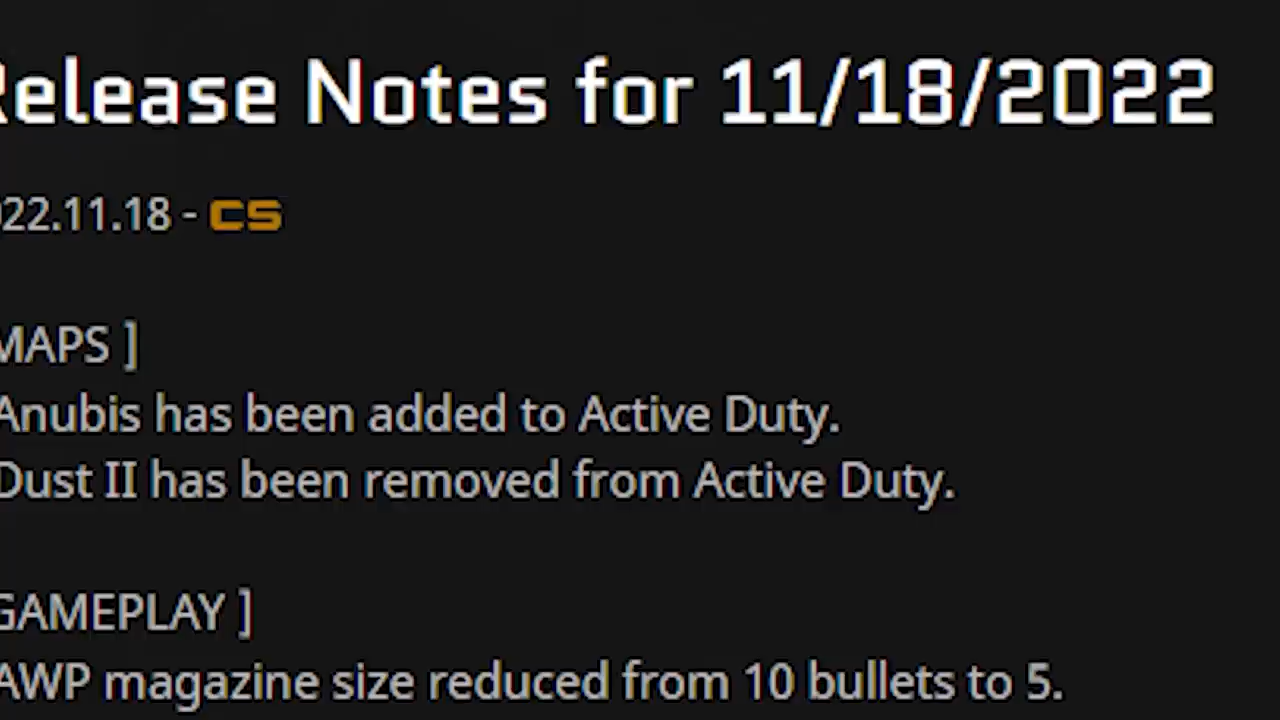 Release Notes for 11/18/2022
022.11.18 - CS
MAPS ]
Anubis has been added to Active Duty.
Dust II has been removed from Active Duty.
GAMEPLAY ]
AWP magazine size reduced from 10 bullets to 5.